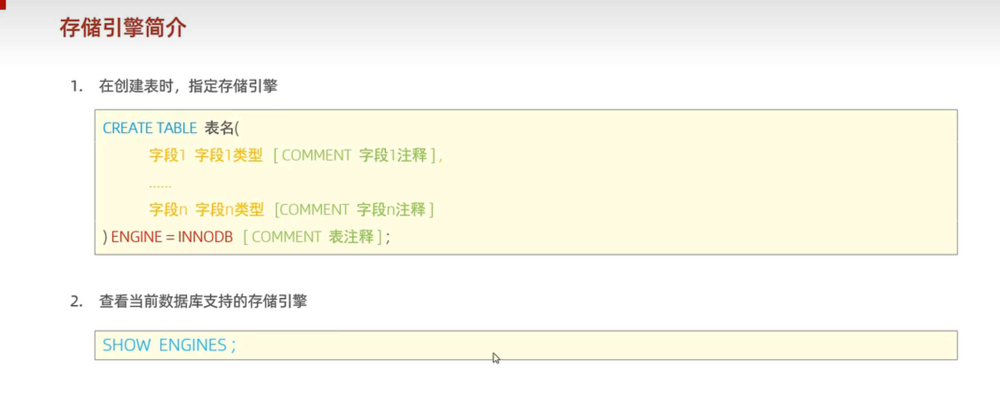 存储引擎简介
1. 在创建表时，指定存储引擎
CREATE TABLE 表名(
字段1 字段1类型 [ COMMENT 字段1注释 ] ,
......
字段n 字段n类型 [COMMENT 字段n注释 ]
) ENGINE = INNODB [ COMMENT 表注释 ] ;
2. 查看当前数据库支持的存储引擎
SHOW ENGINES ;